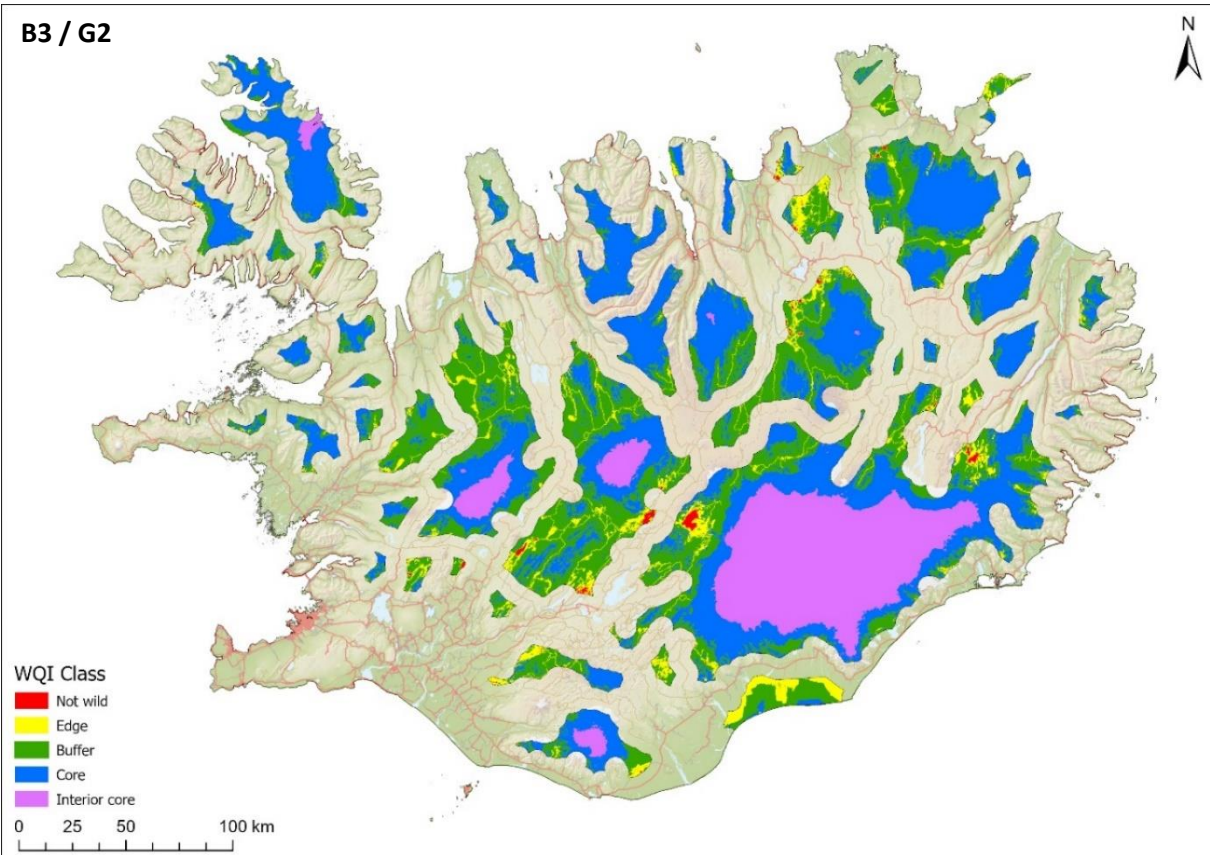 B3 / G2
N
WQI Class
Not wild
Edge
Buffer
Core
Interior core
0 25 50 100 km